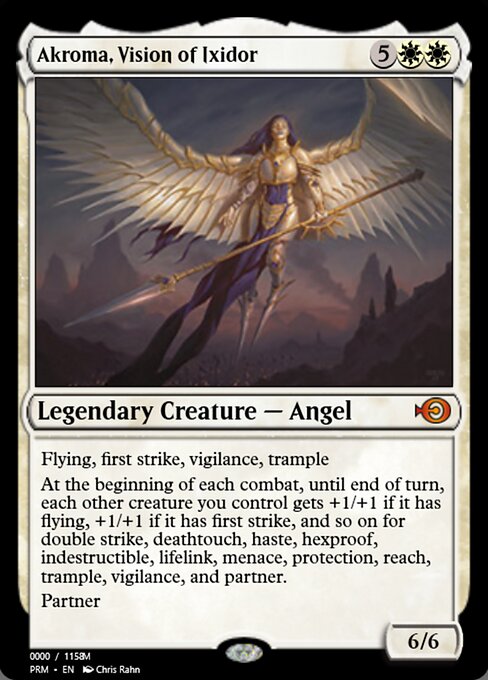 Akroma, Vision of Ixidor 5
Legendary Creature — Angel
Flying, first strike, vigilance, trample
At the beginning of each combat, until end of turn,
each other creature you control gets +1/+1 if it has
flying, +1/+1 if it has first strike, and so on for
double strike, deathtouch, haste, hexproof,
indestructible, lifelink, menace, protection, reach,
trample, vigilance, and partner.
Partner
6/6
0000 / 1158M
PRM • EN Chris Rahn